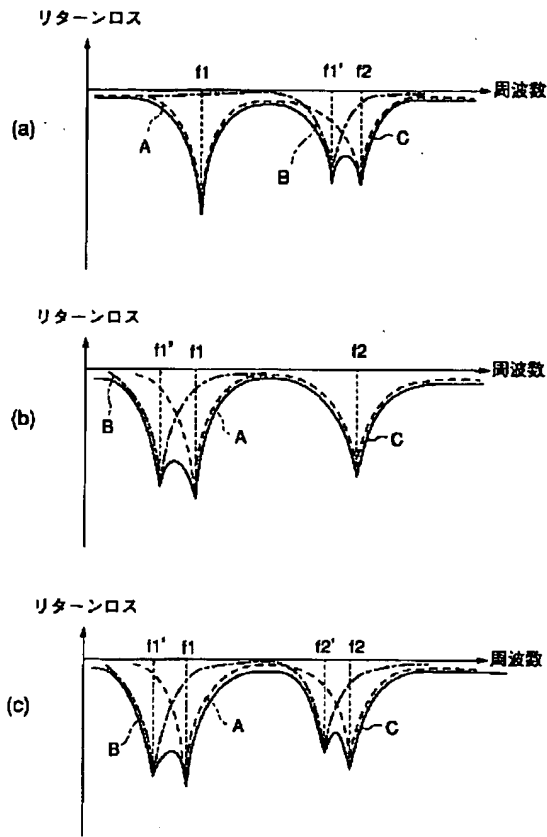 リターンロス
f1 f1' f2 周波数
(a)
A B C
リターンロス
f1' f1 f2 周波数
(b)
B A C
リターンロス
f1' f1 f2' f2 周波数
(c)
B A C